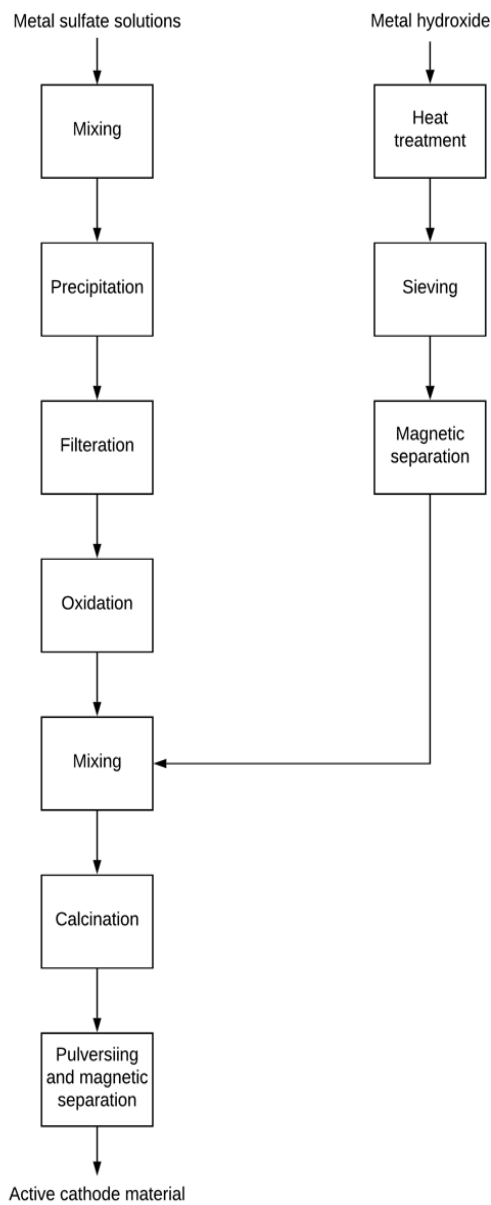 Metal sulfate solutions
Metal hydroxide
Mixing
Heat
treatment
Precipitation
Sieving
Filteration
Magnetic
separation
Oxidation
Mixing
Calcination
Pulversiing
and magnetic
separation
Active cathode material